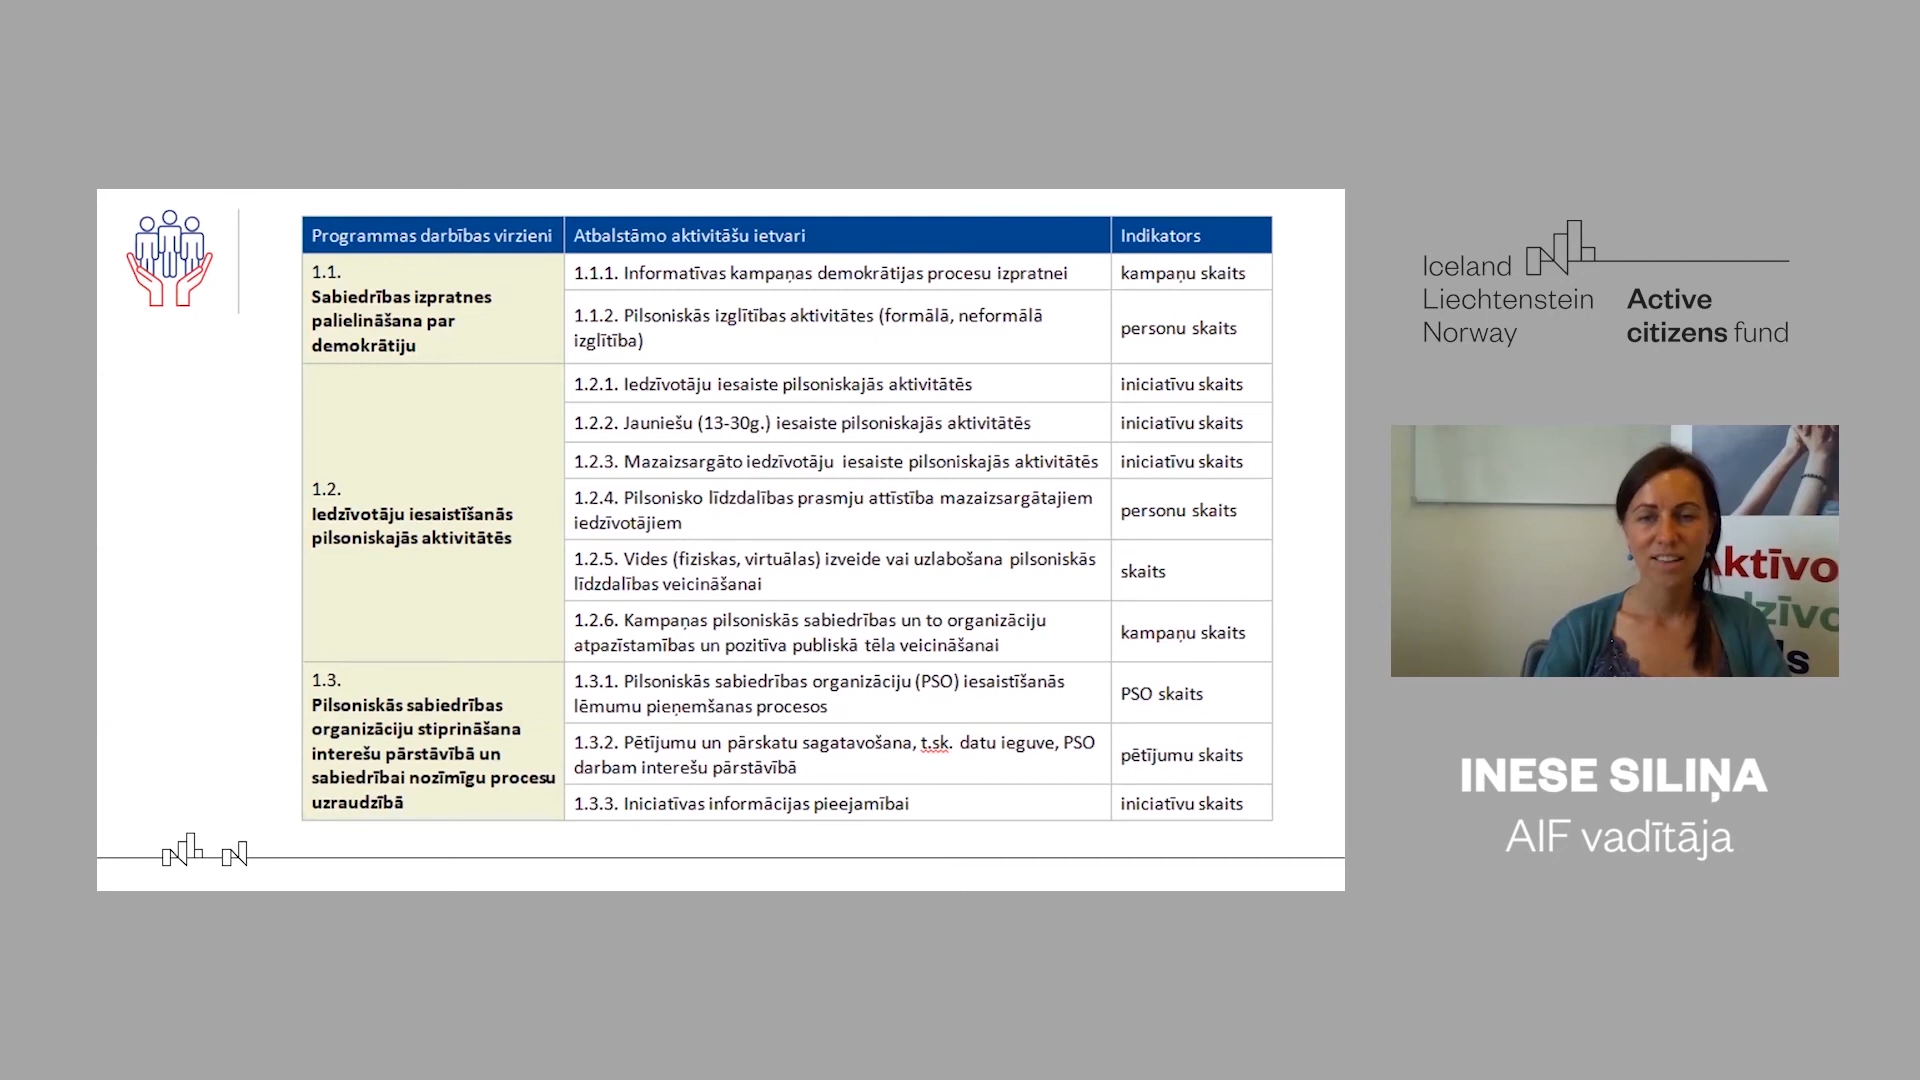 Programmas darbības virzieni
Atbalstāmo aktivitāšu ietvari
Indikators
1.1.
Sabiedrības izpratnes
palielināšana par
demokrātiju
1.1.1. Informatīvas kampaņas demokrātijas procesu izpratnei
kampaņu skaits
1.1.2. Pilsoniskās izglītības aktivitātes (formālā, neformālā
izglītība)
personu skaits
1.2.
Iedzīvotāju iesaistīšanās
pilsoniskajās aktivitātēs
1.2.1. Iedzīvotāju iesaiste pilsoniskajās aktivitātēs
iniciatīvu skaits
1.2.2. Jauniešu (13-30g.) iesaiste pilsoniskajās aktivitātēs
iniciatīvu skaits
1.2.3. Mazaizsargāto iedzīvotāju iesaiste pilsoniskajās aktivitātēs
iniciatīvu skaits
1.2.4. Pilsonisko līdzdalības prasmju attīstība mazaizsargātajiem
iedzīvotājiem
personu skaits
1.2.5. Vides (fiziskas, virtuālas) izveide vai uzlabošana pilsoniskās
līdzdalības veicināšanai
skaits
1.2.6. Kampaņas pilsoniskās sabiedrības un to organizāciju
atpazīstamības un pozitīva publiskā tēla veicināšanai
kampaņu skaits
1.3.
Pilsoniskās sabiedrības
organizāciju stiprināšana
interešu pārstāvībā un
sabiedrībai nozīmīgu procesu
uzraudzībā
1.3.1. Pilsoniskās sabiedrības organizāciju (PSO) iesaistīšanās
lēmumu pieņemšanas procesos
PSO skaits
1.3.2. Pētījumu un pārskatu sagatavošana, t.sk. datu ieguve, PSO
darbam interešu pārstāvībā
pētījumu skaits
1.3.3. Iniciatīvas informācijas pieejamībai
iniciatīvu skaits
Iceland
Liechtenstein
Norway
Active
citizens fund
Aktīvo
INESE SILIŅA
AIF vadītāja